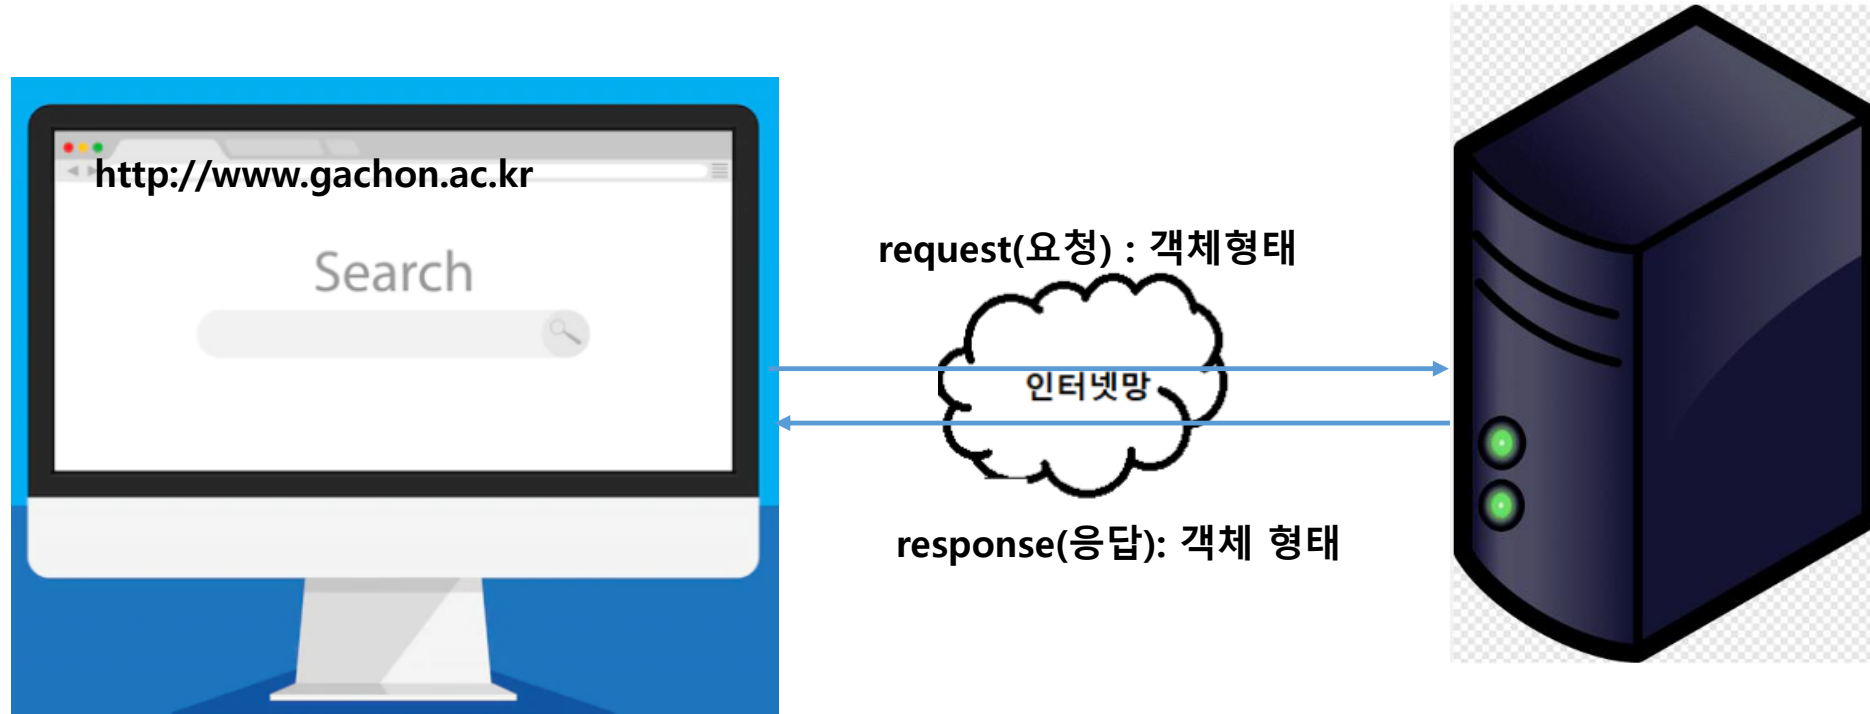 http://www.gachon.ac.kr
Search
request(요청) : 객체형태
인터넷망
response(응답): 객체 형태